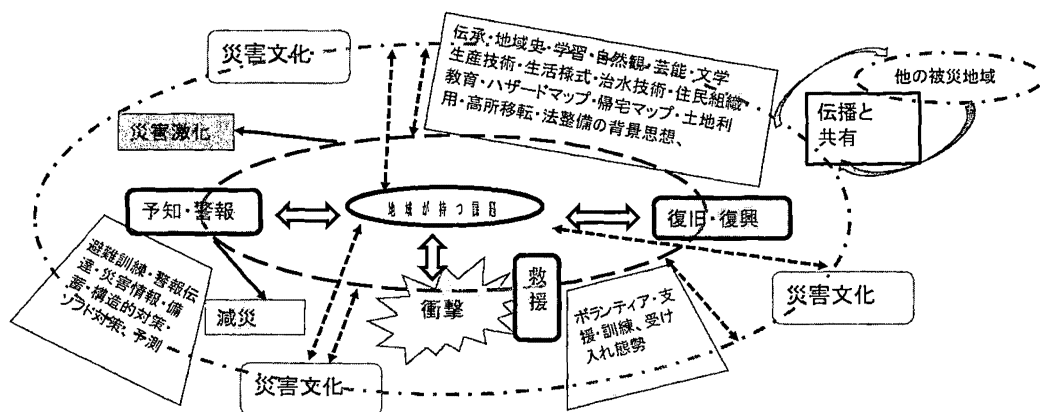 災害文化
伝承・地域史・学習・自然観・芸能・文学
生産技術・生活様式・治水技術・住民組織
教育・ハザードマップ・帰宅マップ・土地利
用・高所移転・法整備の背景思想、
他の被災地域
伝播と
共有
災害激化
予知・警報
地域が持つ課題
復旧・復興
避難訓練・警報伝
達・災害情報・備
蓄・構造的対策・
ソフト対策、予測
減災
衝撃
救
援
ボランティア・支
援・訓練、受け
入れ態勢
災害文化
災害文化